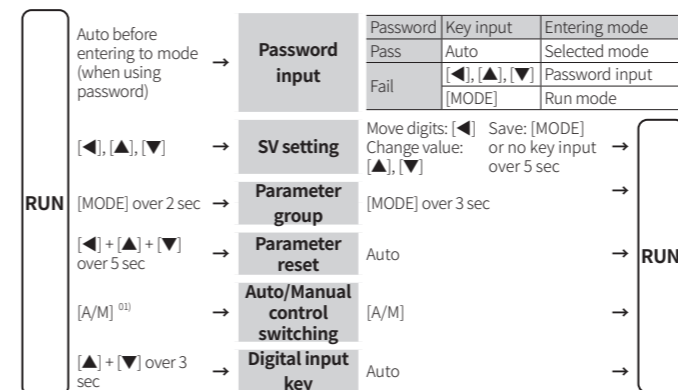 RUN
Auto before
entering to mode
(when using
password)
→
Password
input
Password Key input Entering mode
Pass Auto Selected mode
Fail [◀], [▲], [▼] Password input
[MODE] Run mode
[◀], [▲], [▼] → SV setting
Move digits: [◀]
Change value:
[▲], [▼]
Save: [MODE]
or no key input
over 5 sec
→
[MODE] over 2 sec → Parameter
group
[MODE] over 3 sec →
[◀] + [▲] + [▼]
over 5 sec
→ Parameter
reset
Auto → RUN
[A/M] 01) → Auto/Manual
control
switching
[A/M] →
[▲] + [▼] over 3
sec
→ Digital input
key
Auto →